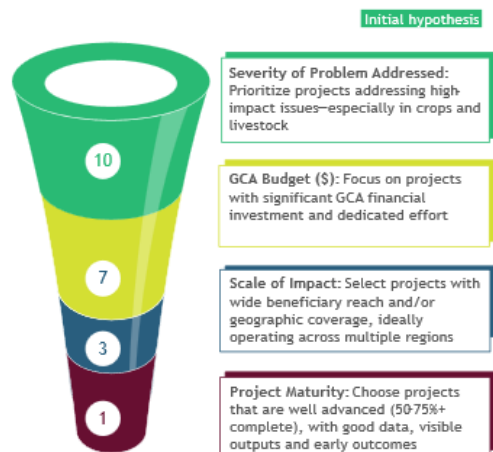 Initial hypothesis
Severity of Problem Addressed:
Prioritize projects addressing high-
impact issues—especially in crops and
livestock
10
GCA Budget ($): Focus on projects
with significant GCA financial
investment and dedicated effort
7
Scale of Impact: Select projects with
wide beneficiary reach and/or
geographic coverage, ideally
operating across multiple regions
3
Project Maturity: Choose projects
that are well advanced (50-75%+
complete), with good data, visible
outputs and early outcomes
1